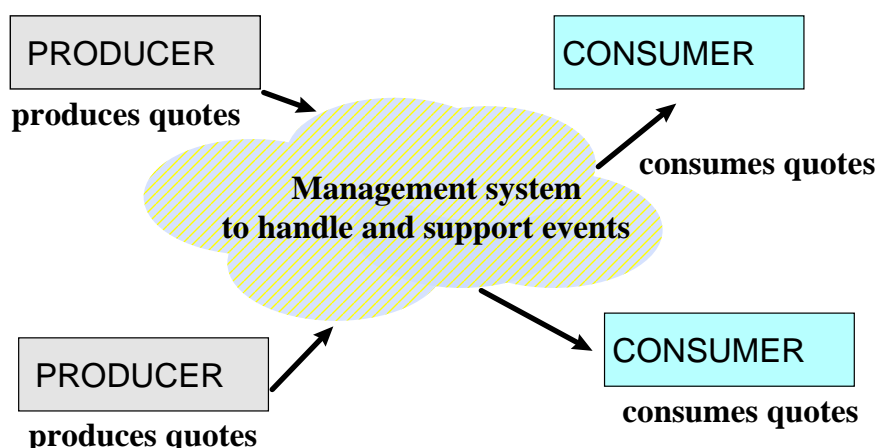 PRODUCER
produces quotes
CONSUMER
consumes quotes
Management system
to handle and support events
PRODUCER
produces quotes
CONSUMER
consumes quotes